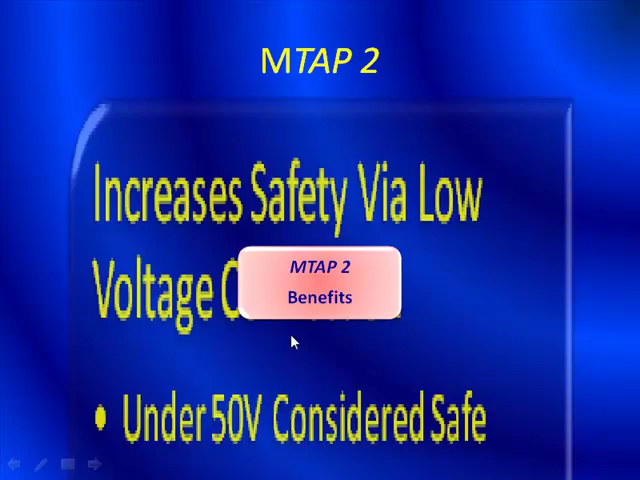 MTAP 2
Increases Safety Via Low
Voltage
MTAP 2
Benefits
• Under 50V Considered Safe